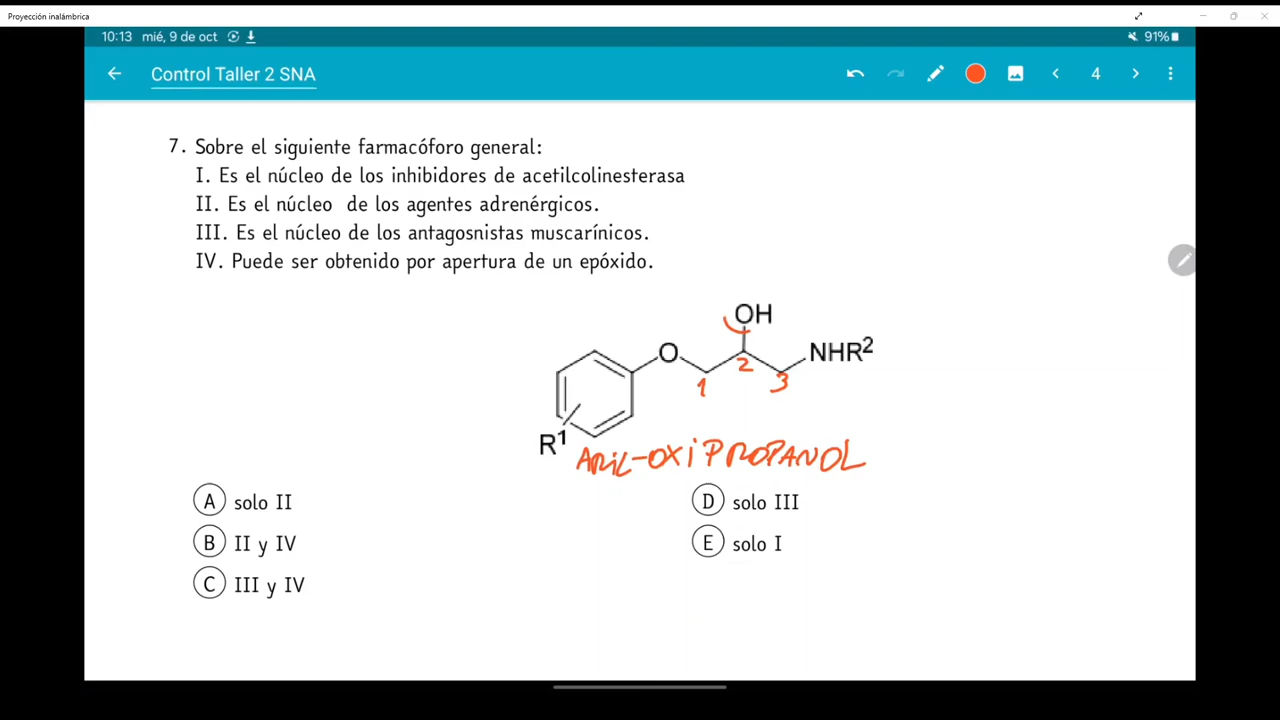 Proyección inalámbrica
10:13 mié, 9 de oct 91%
Control Taller 2 SNA 4
7. Sobre el siguiente farmacóforo general:
I. Es el núcleo de los inhibidores de acetilcolinesterasa
II. Es el núcleo de los agentes adrenérgicos.
III. Es el núcleo de los antagosnistas muscarínicos.
IV. Puede ser obtenido por apertura de un epóxido.
OH
O NHR²
1 2 3
R¹
ARIL-OXIPROPANOL
A solo II
B II y IV
C III y IV
D solo III
E solo I